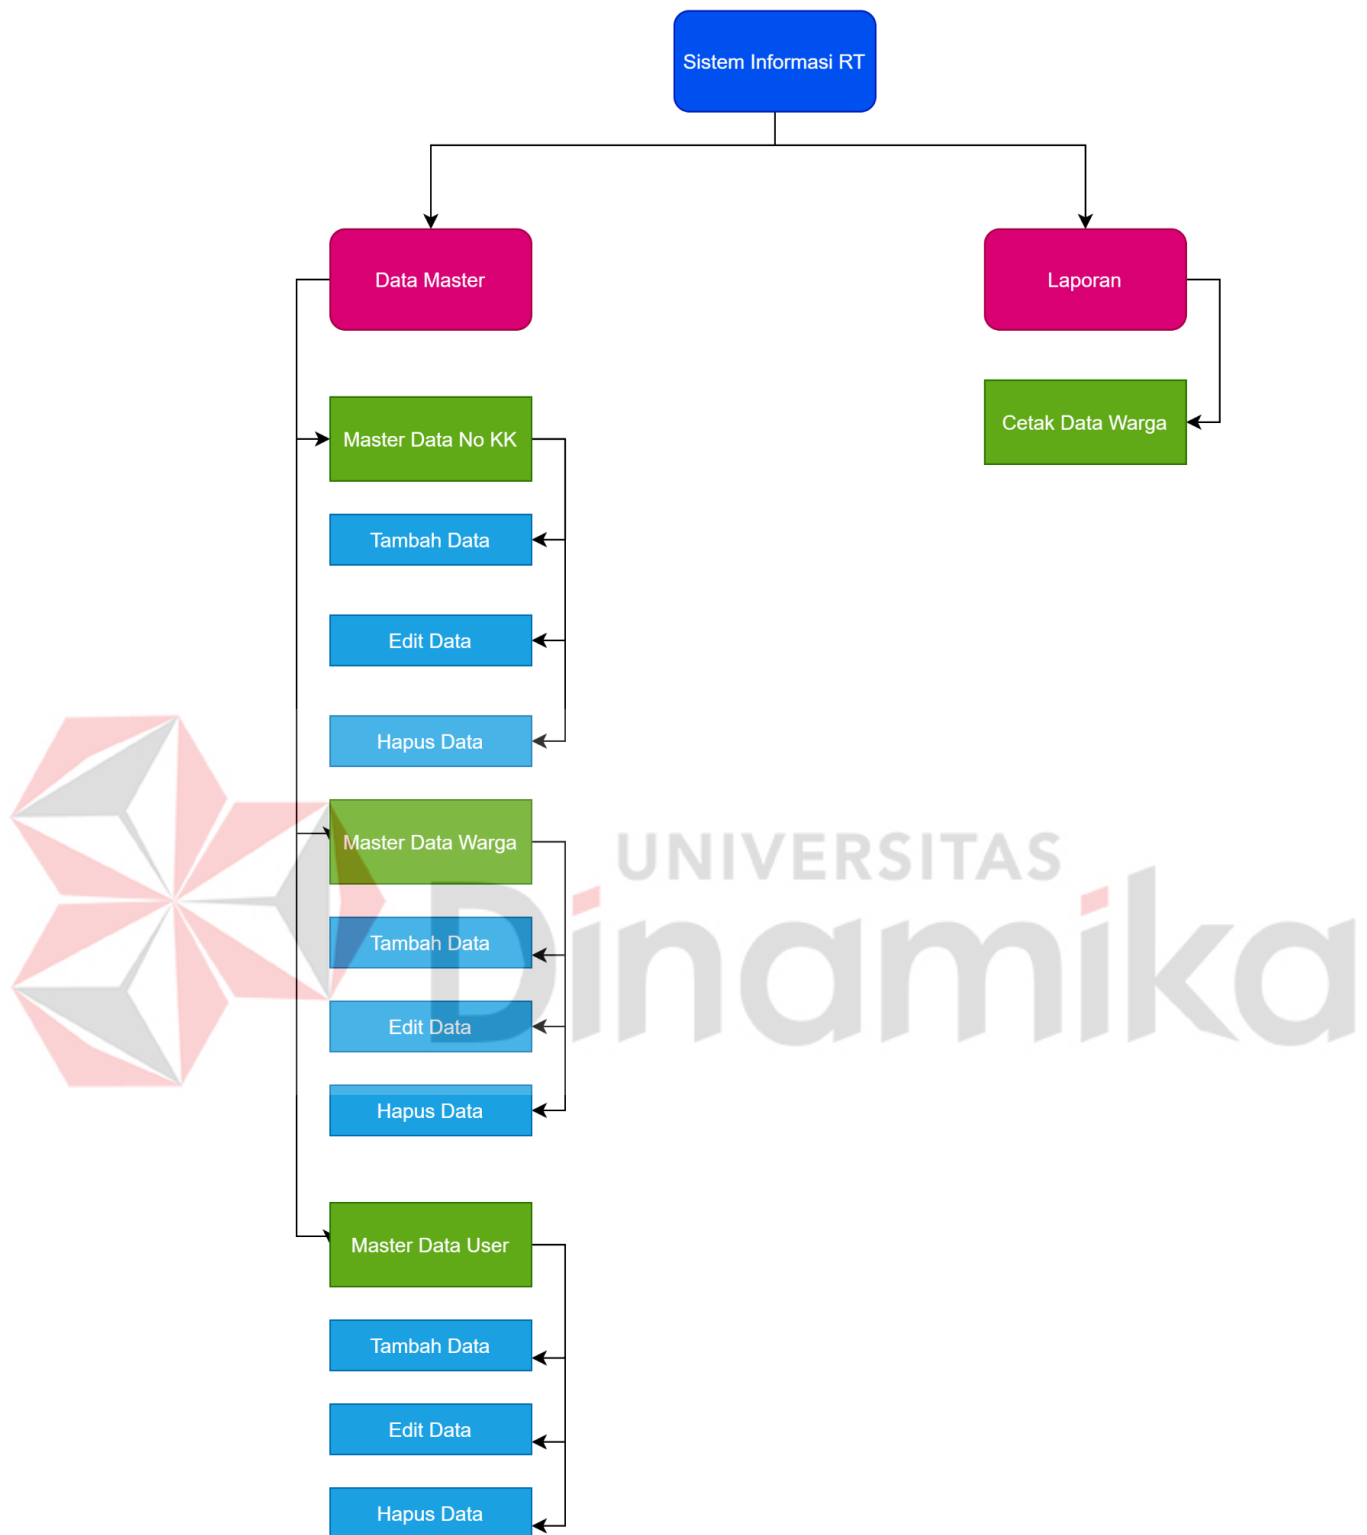 Sistem Informasi RT
Data Master
Laporan
Master Data No KK
Cetak Data Warga
Tambah Data
Edit Data
Hapus Data
Master Data Warga
UNIVERSITAS
Dinamika
Tambah Data
Edit Data
Hapus Data
Master Data User
Tambah Data
Edit Data
Hapus Data